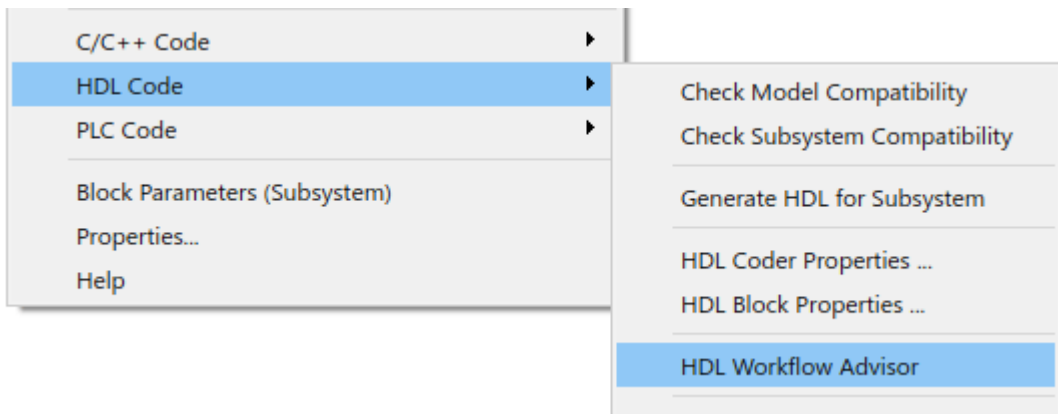 C/C++ Code
HDL Code
PLC Code
Block Parameters (Subsystem)
Properties...
Help
Check Model Compatibility
Check Subsystem Compatibility
Generate HDL for Subsystem
HDL Coder Properties ...
HDL Block Properties ...
HDL Workflow Advisor